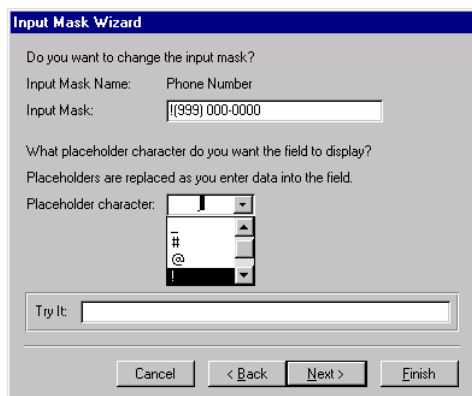 Input Mask Wizard
Do you want to change the input mask?
Input Mask Name: Phone Number
Input Mask: !(999) 000-0000
What placeholder character do you want the field to display?
Placeholders are replaced as you enter data into the field.
Placeholder character:
_
#
@
!
Try It:
Cancel < Back Next > Finish